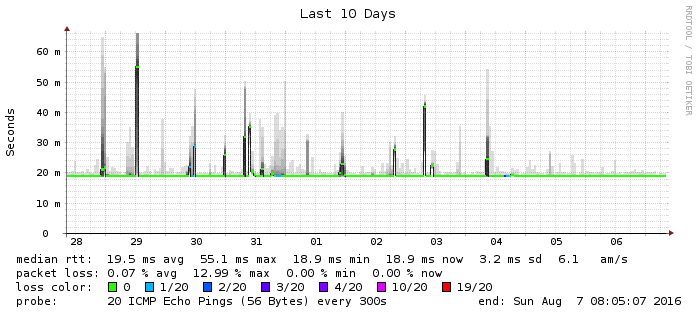 Last 10 Days
RRDTOOL / TOBI OETIKER
Seconds
60 m
50 m
40 m
30 m
20 m
10 m
0
28 29 30 31 01 02 03 04 05 06
median rtt: 19.5 ms avg 55.1 ms max 18.9 ms min 18.9 ms now 3.2 ms sd 6.1 am/s
packet loss: 0.07 % avg 12.99 % max 0.00 % min 0.00 % now
loss color: 0 1/20 2/20 3/20 4/20 10/20 19/20
probe: 20 ICMP Echo Pings (56 Bytes) every 300s end: Sun Aug 7 08:05:07 2016